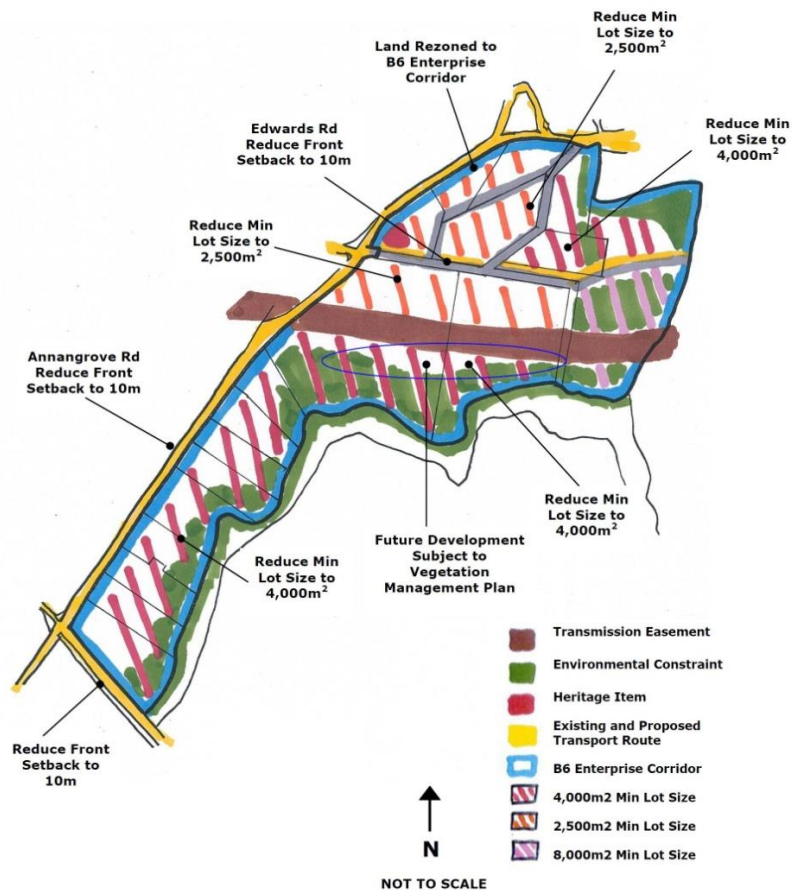 Reduce Min
Lot Size to
2,500m²
Land Rezoned to
B6 Enterprise
Corridor
Reduce Min
Lot Size to
4,000m²
Edwards Rd
Reduce Front
Setback to 10m
Reduce Min
Lot Size to
2,500m²
Annangrove Rd
Reduce Front
Setback to 10m
Reduce Min
Lot Size to
4,000m²
Future Development
Subject to
Vegetation
Management Plan
Reduce Min
Lot Size to
4,000m²
Reduce Front
Setback to
10m
Transmission Easement
Environmental Constraint
Heritage Item
Existing and Proposed
Transport Route
B6 Enterprise Corridor
4,000m2 Min Lot Size
2,500m2 Min Lot Size
8,000m2 Min Lot Size
N
NOT TO SCALE